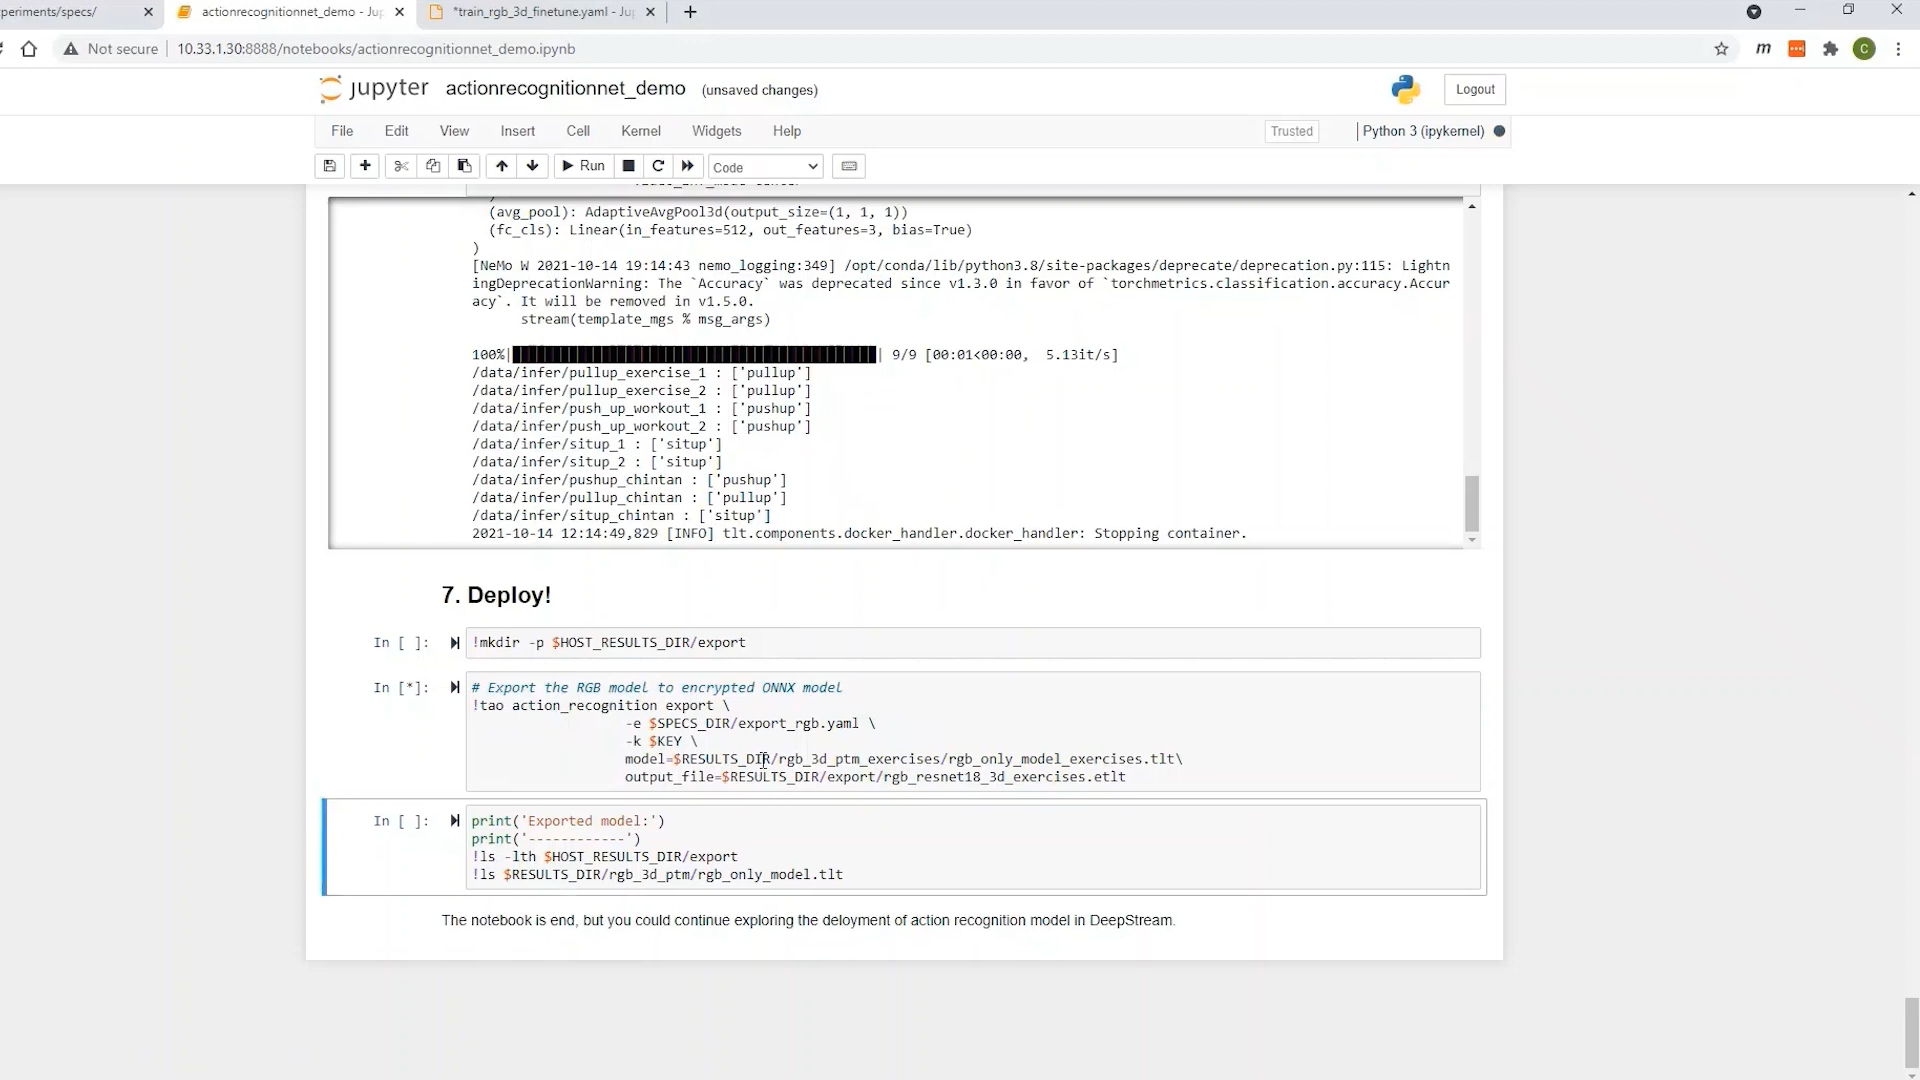 periments/specs/
actionrecognitionnet_demo - Jup
*train_rgb_3d_finetune.yaml - Ju
Not secure
10.33.1.30:8888/notebooks/actionrecognitionnet_demo.ipynb
m
C
jupyter
actionrecognitionnet_demo
(unsaved changes)
Logout
File Edit View Insert Cell Kernel Widgets Help
Trusted
Python 3 (ipykernel)
Run
Code
(avg_pool): AdaptiveAvgPool3d(output_size=(1, 1, 1))
(fc_cls): Linear(in_features=512, out_features=3, bias=True)
)
[NeMo W 2021-10-14 19:14:43 nemo_logging:349] /opt/conda/lib/python3.8/site-packages/deprecate/deprecation.py:115: Lightn
ingDeprecationWarning: The `Accuracy` was deprecated since v1.3.0 in favor of `torchmetrics.classification.accuracy.Accur
acy`. It will be removed in v1.5.0.
stream(template_mgs % msg_args)
100%| | 9/9 [00:01<00:00, 5.13it/s]
/data/infer/pullup_exercise_1 : ['pullup']
/data/infer/pullup_exercise_2 : ['pullup']
/data/infer/push_up_workout_1 : ['pushup']
/data/infer/push_up_workout_2 : ['pushup']
/data/infer/situp_1 : ['situp']
/data/infer/situp_2 : ['situp']
/data/infer/pushup_chintan : ['pushup']
/data/infer/pullup_chintan : ['pullup']
/data/infer/situp_chintan : ['situp']
2021-10-14 12:14:49,829 [INFO] tlt.components.docker_handler.docker_handler: Stopping container.
7. Deploy!
In [ ]:
!mkdir -p $HOST_RESULTS_DIR/export
In [*]:
# Export the RGB model to encrypted ONNX model
!tao action_recognition export \
-e $SPECS_DIR/export_rgb.yaml \
-k $KEY \
model=$RESULTS_DIR/rgb_3d_ptm_exercises/rgb_only_model_exercises.tlt\
output_file=$RESULTS_DIR/export/rgb_resnet18_3d_exercises.etlt
In [ ]:
print('Exported model:')
print('------------')
!ls -lth $HOST_RESULTS_DIR/export
!ls $RESULTS_DIR/rgb_3d_ptm/rgb_only_model.tlt
The notebook is end, but you could continue exploring the deloyment of action recognition model in DeepStream.